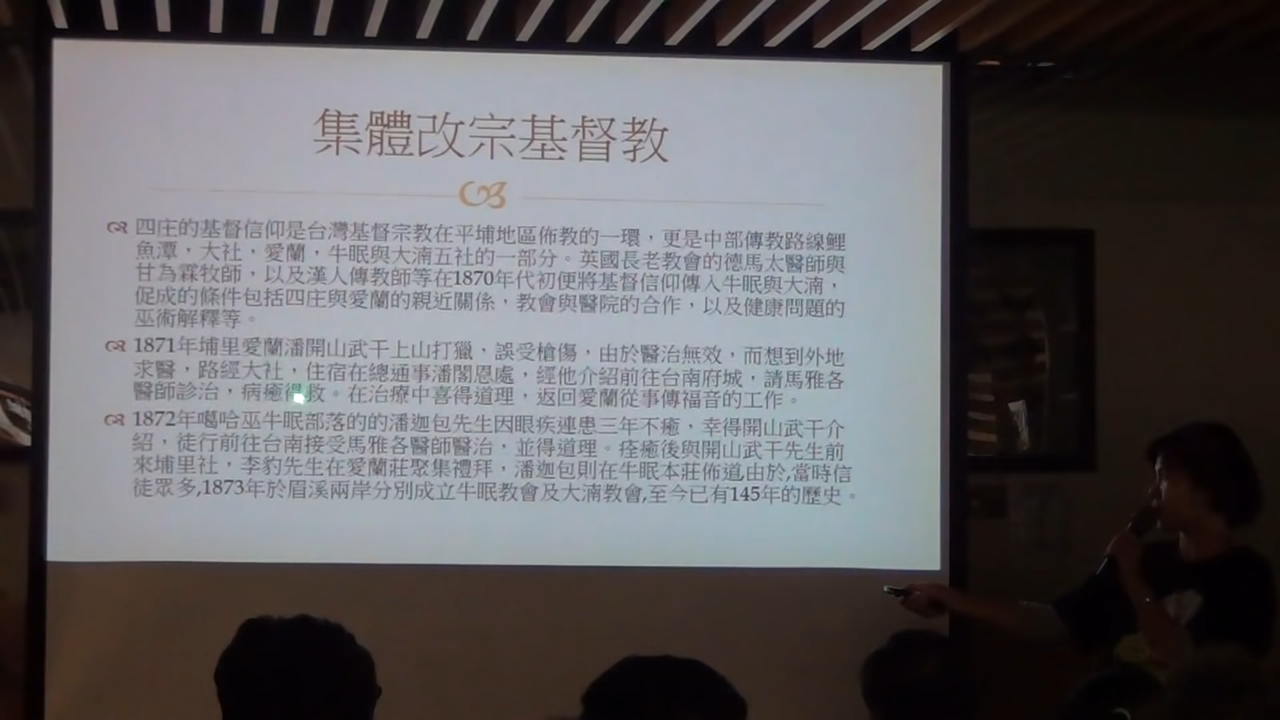 集體改宗基督教
四庄的基督信仰是台灣基督宗教在平埔地區佈教的一環，更是中部傳教路線鯉
魚潭，大社，愛蘭，牛眠與大湳五社的一部分。英國長老教會的德馬太醫師與
甘為霖牧師，以及漢人傳教師等在1870年代初便將基督信仰傳入牛眠與大湳，
促成的條件包括四庄與愛蘭的親近關係，教會與醫院的合作，以及健康問題的
巫術解釋等。
1871年埔里愛蘭潘開山武干上山打獵，誤受槍傷，由於醫治無效，而想到外地
求醫，路經大社，住宿在總通事潘閣恩處，經他介紹前往台南府城，請馬雅各
醫師診治，病癒得救。在治療中喜得道理，返回愛蘭從事傳福音的工作。
1872年噶哈巫牛眠部落的的潘迦包先生因眼疾連患三年不癒，幸得開山武干介
紹，徒行前往台南接受馬雅各醫師醫治，並得道理。痊癒後與開山武干先生前
來埔里社，李豹先生在愛蘭莊聚集禮拜，潘迦包則在牛眠本莊佈道,由於,當時信
徒眾多,1873年於眉溪兩岸分別成立牛眠教會及大湳教會,至今已有145年的歷史。